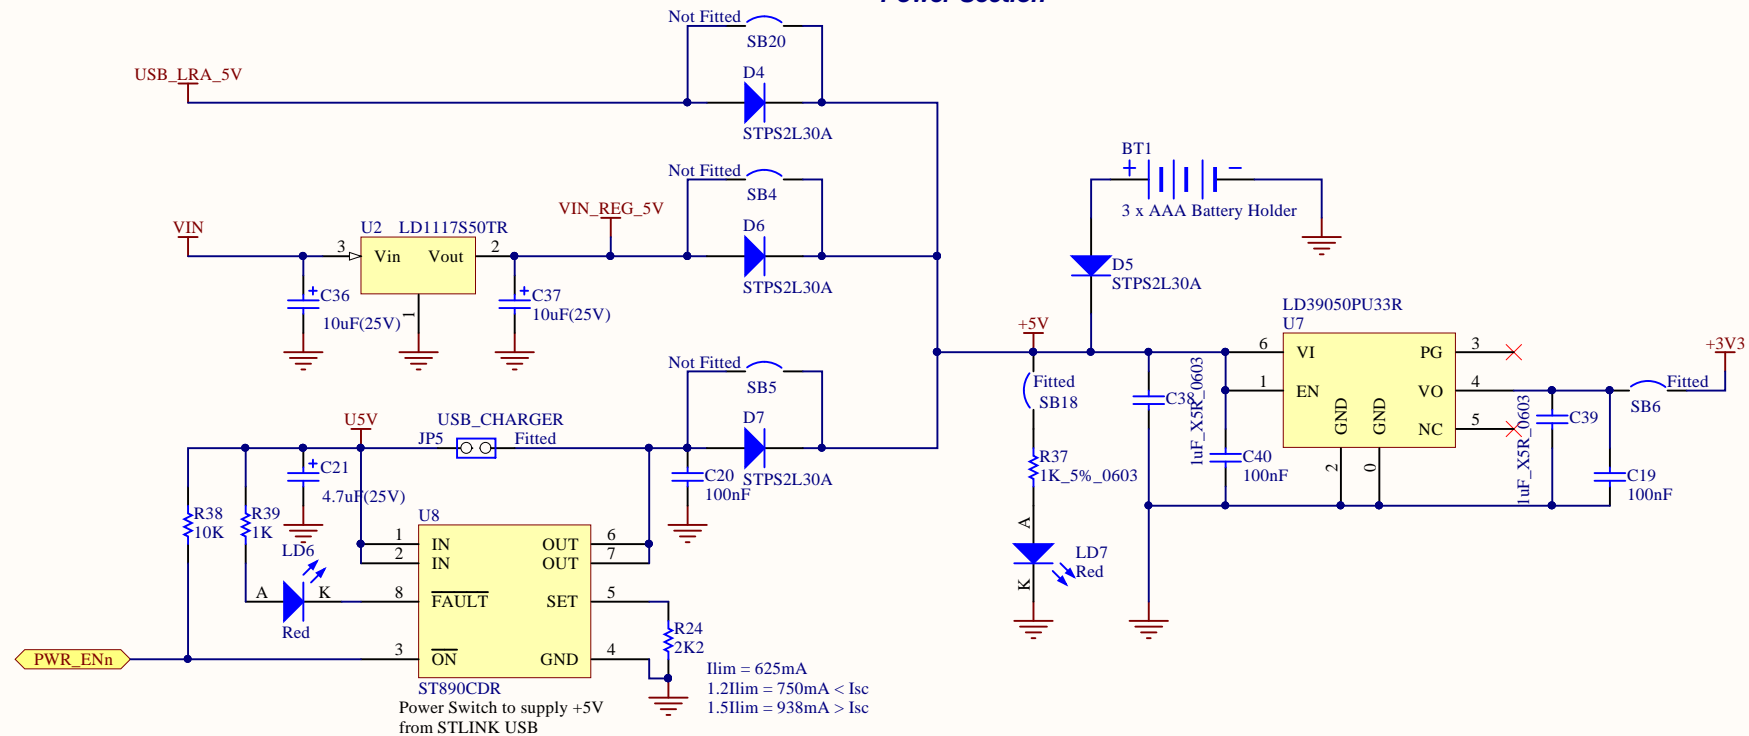 Power Section
Not Fitted
SB20
USB_LRA_5V
D4
STPS2L30A
Not Fitted
SB4
VIN_REG_5V
VIN
U2 LD1117S50TR
3 Vin Vout 2
1
D6
STPS2L30A
+ C36
10uF(25V)
+ C37
10uF(25V)
BT1
+ −
3 x AAA Battery Holder
D5
STPS2L30A
Not Fitted
SB5
U5V
USB_CHARGER
JP5 Fitted
D7
STPS2L30A
+ C21
4.7uF(25V)
C20
100nF
R38
10K
R39
1K
LD6
A K
Red
U8
1 IN OUT 6
2 IN OUT 7
8 FAULT SET 5
3 ON GND 4
ST890CDR
Power Switch to supply +5V
from STLINK USB
PWR_ENn
R24
2K2
Ilim = 625mA
1.2Ilim = 750mA < Isc
1.5Ilim = 938mA > Isc
+5V
Fitted
SB18
R37
1K_5%_0603
A
K
LD7
Red
C38
1uF_X5R_0603
C40
100nF
LD39050PU33R
U7
6 VI PG 3
1 EN VO 4
GND GND NC 5
2 0
1uF_X5R_0603
C39
C19
100nF
SB6
Fitted
+3V3